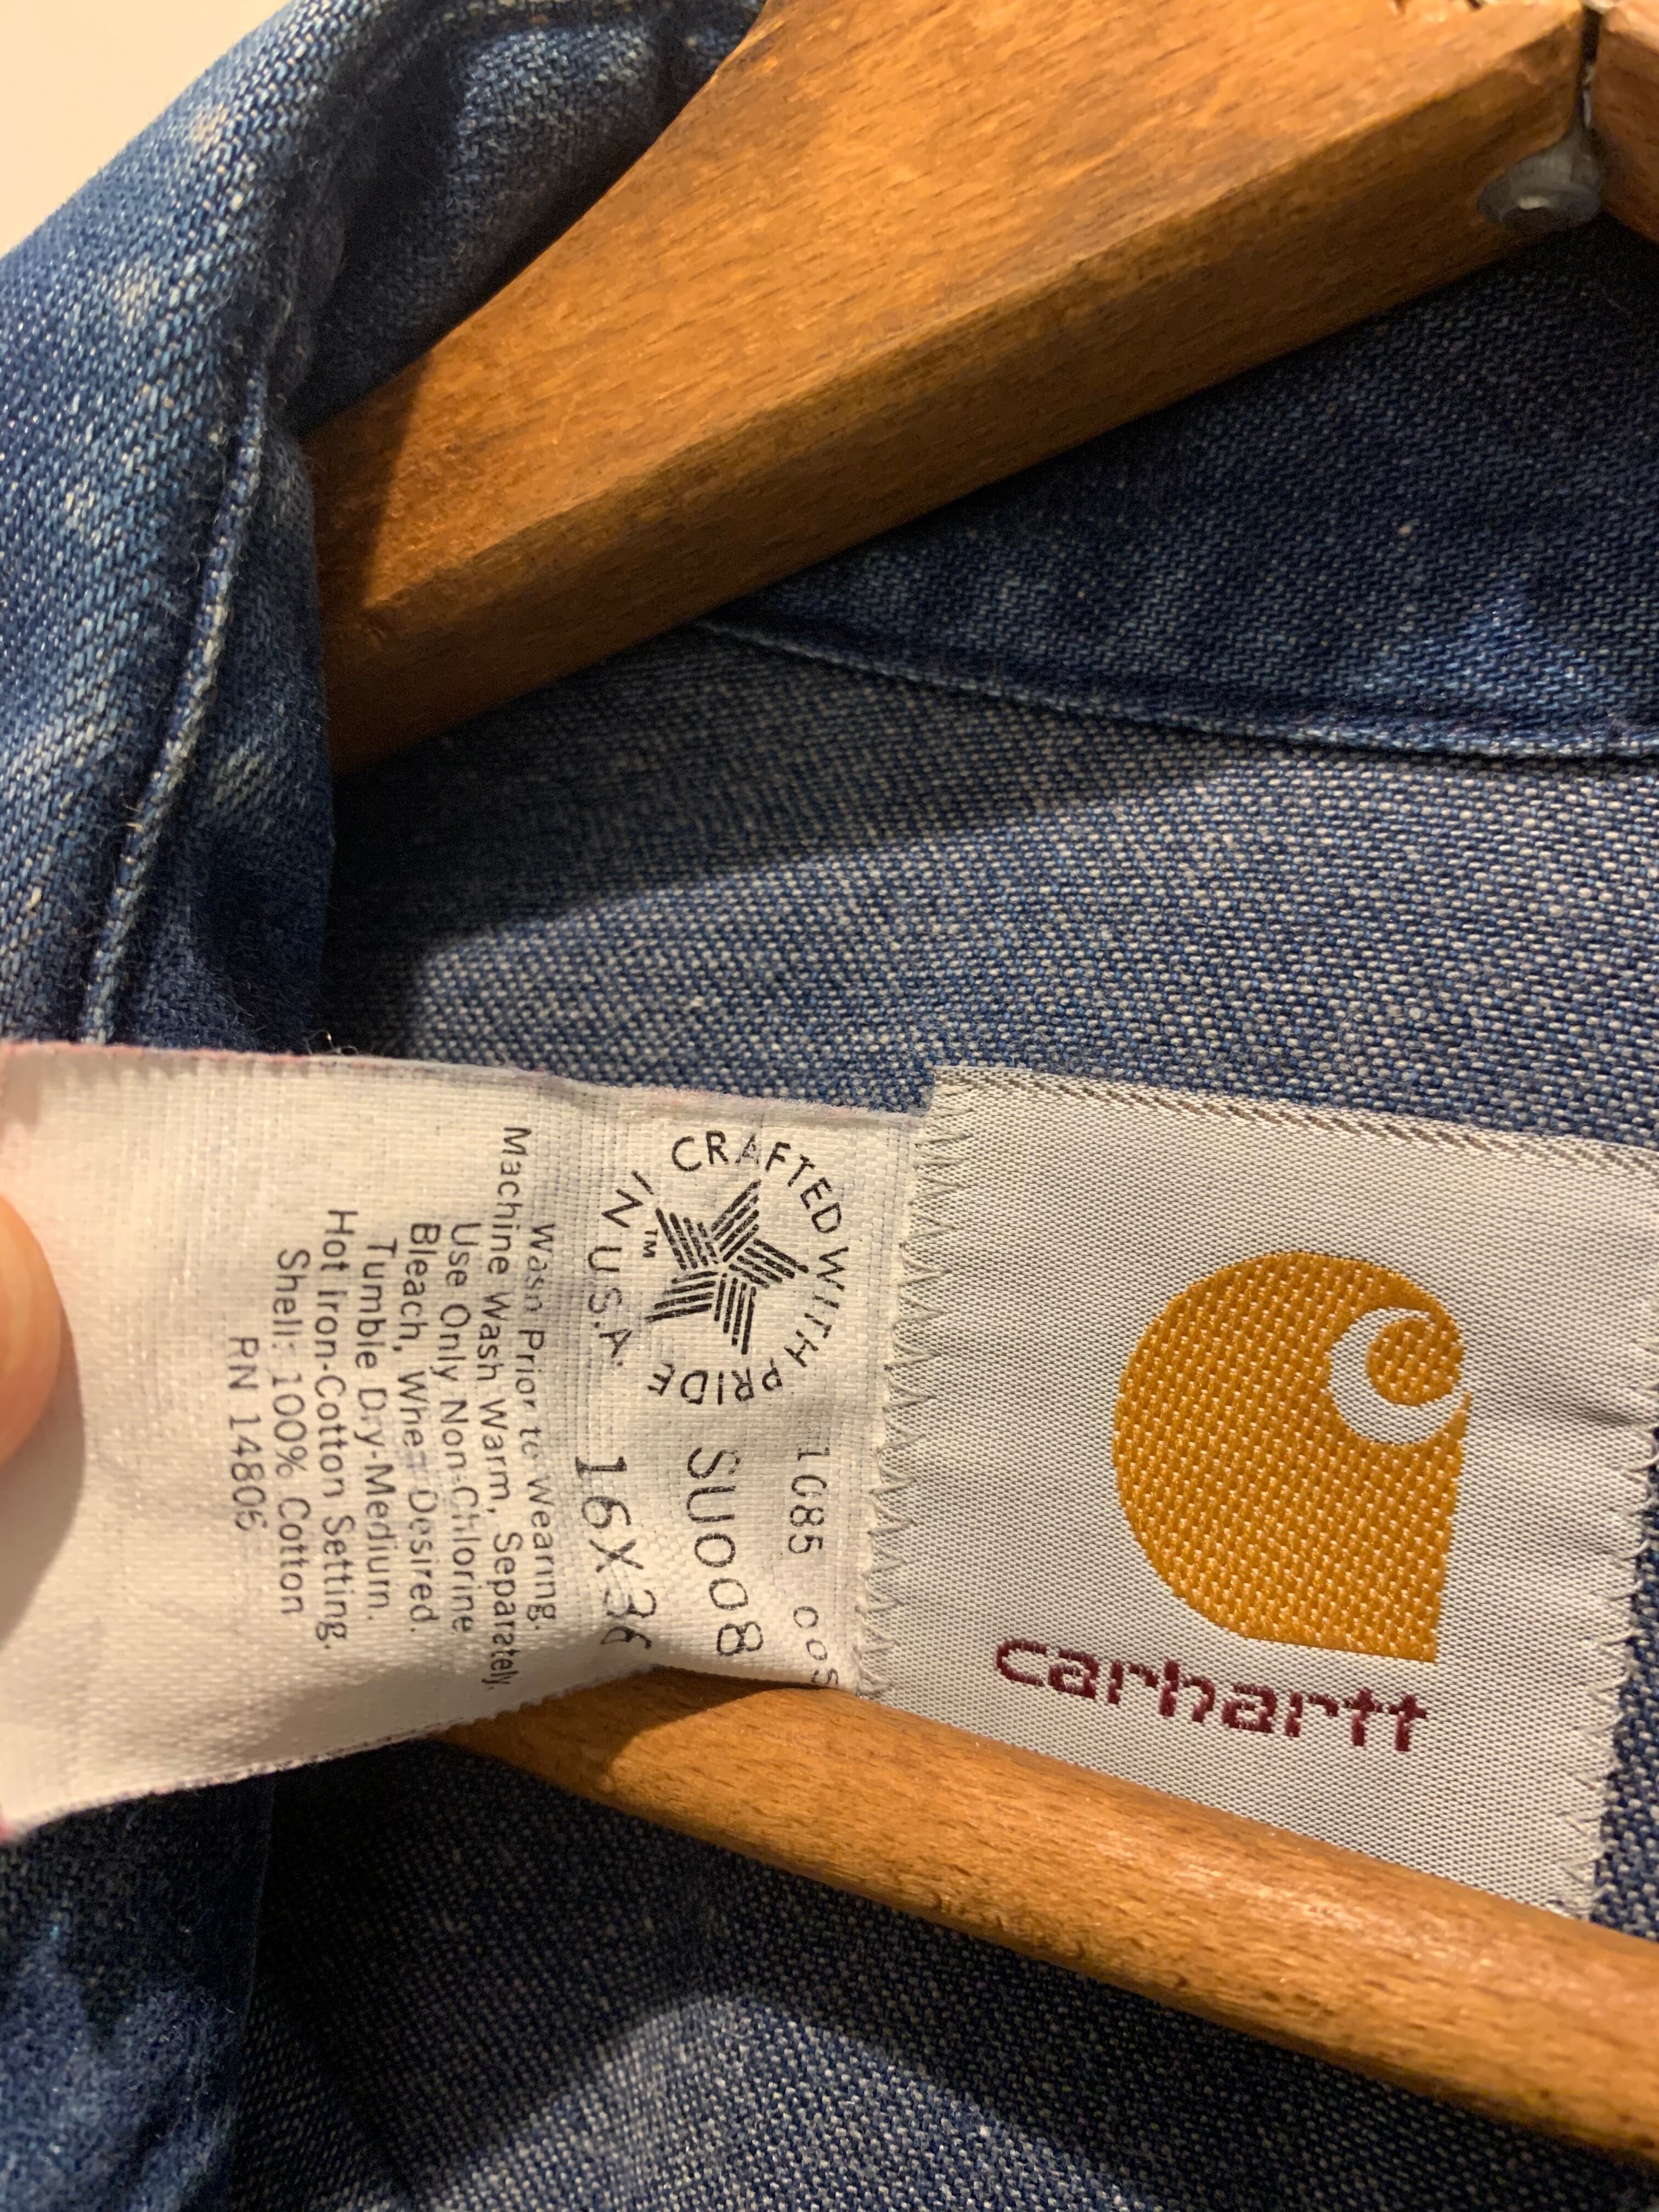 carhartt
CRAFTED WITH PRIDE IN U.S.A.
TM
1085 005
SU008
16X36
Wash Prior to Wearing.
Machine Wash Warm, Separately,
Use Only Non-Chlorine
Bleach, When Desired.
Tumble Dry-Medium.
Hot Iron-Cotton Setting.
Shell: 100% Cotton
RN 14806